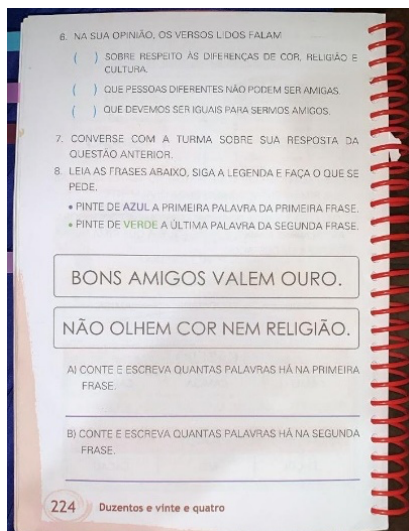 6. NA SUA OPINIÃO, OS VERSOS LIDOS FALAM
( ) SOBRE RESPEITO ÀS DIFERENÇAS DE COR, RELIGIÃO E
CULTURA.
( ) QUE PESSOAS DIFERENTES NÃO PODEM SER AMIGAS.
( ) QUE DEVEMOS SER IGUAIS PARA SERMOS AMIGOS.
7. CONVERSE COM A TURMA SOBRE SUA RESPOSTA DA
QUESTÃO ANTERIOR.
8. LEIA AS FRASES ABAIXO, SIGA A LEGENDA E FAÇA O QUE SE
PEDE.
• PINTE DE AZUL A PRIMEIRA PALAVRA DA PRIMEIRA FRASE.
• PINTE DE VERDE A ÚLTIMA PALAVRA DA SEGUNDA FRASE.
BONS AMIGOS VALEM OURO.
NÃO OLHEM COR NEM RELIGIÃO.
A) CONTE E ESCREVA QUANTAS PALAVRAS HÁ NA PRIMEIRA
FRASE.
B) CONTE E ESCREVA QUANTAS PALAVRAS HÁ NA SEGUNDA
FRASE.
224 Duzentos e vinte e quatro